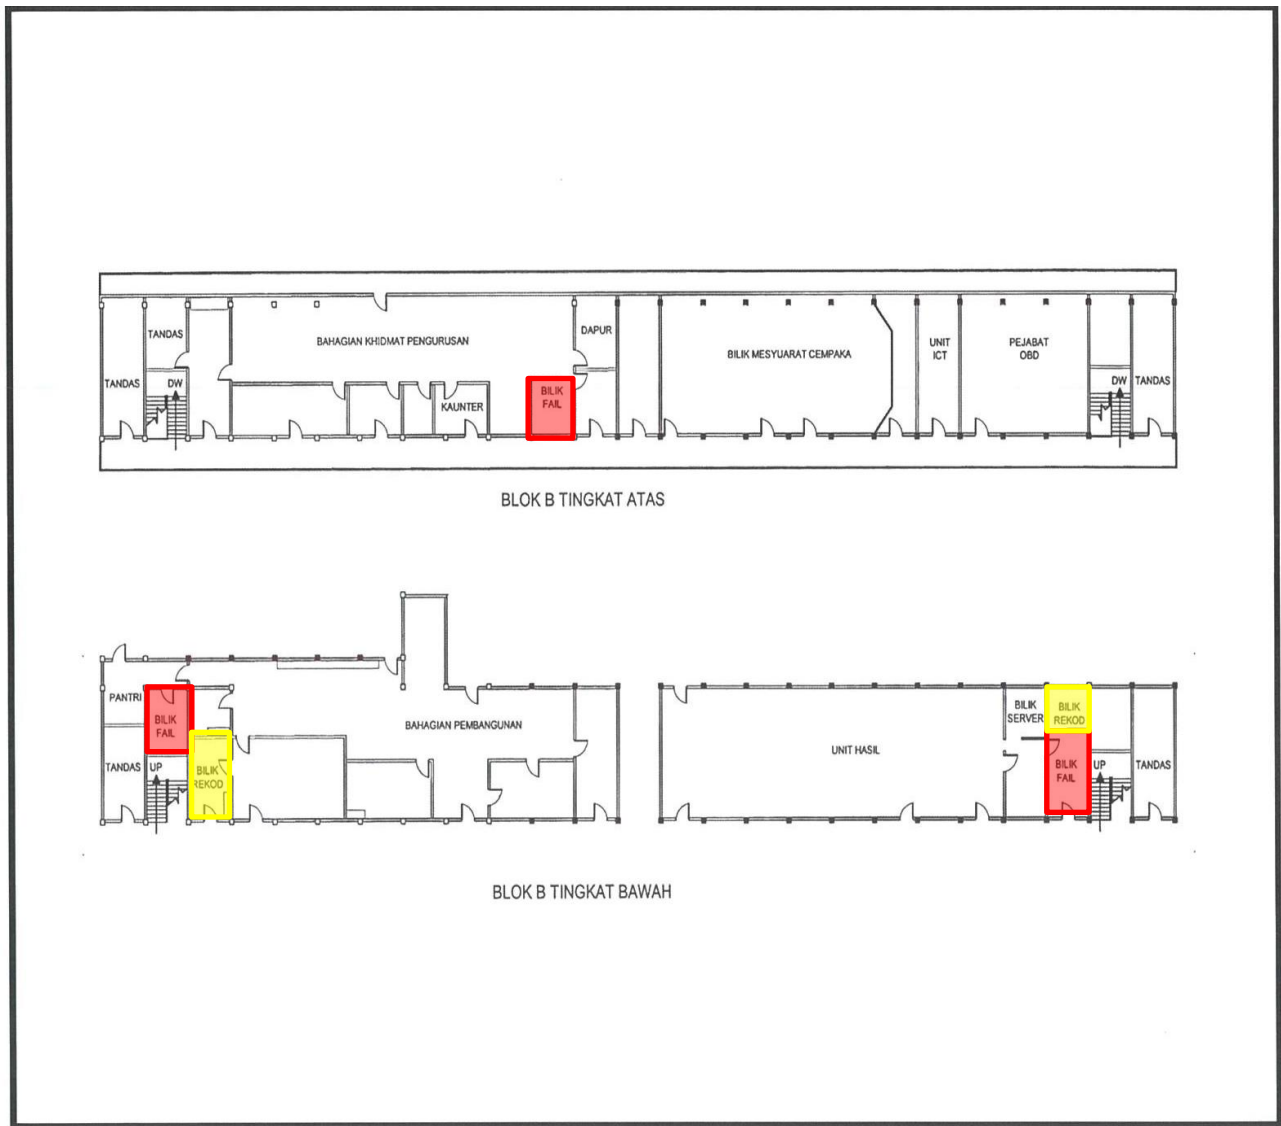 TANDAS
TANDAS
DW
BAHAGIAN KHIDMAT PENGURUSAN
KAUNTER
BILIK
FAIL
DAPUR
BILIK MESYUARAT CEMPAKA
UNIT
ICT
PEJABAT
OBD
DW
TANDAS
BLOK B TINGKAT ATAS
PANTRI
BILIK
FAIL
TANDAS
UP
BILIK
REKOD
BAHAGIAN PEMBANGUNAN
UNIT HASIL
BILIK
SERVER
BILIK
REKOD
BILIK
FAIL
UP
TANDAS
BLOK B TINGKAT BAWAH